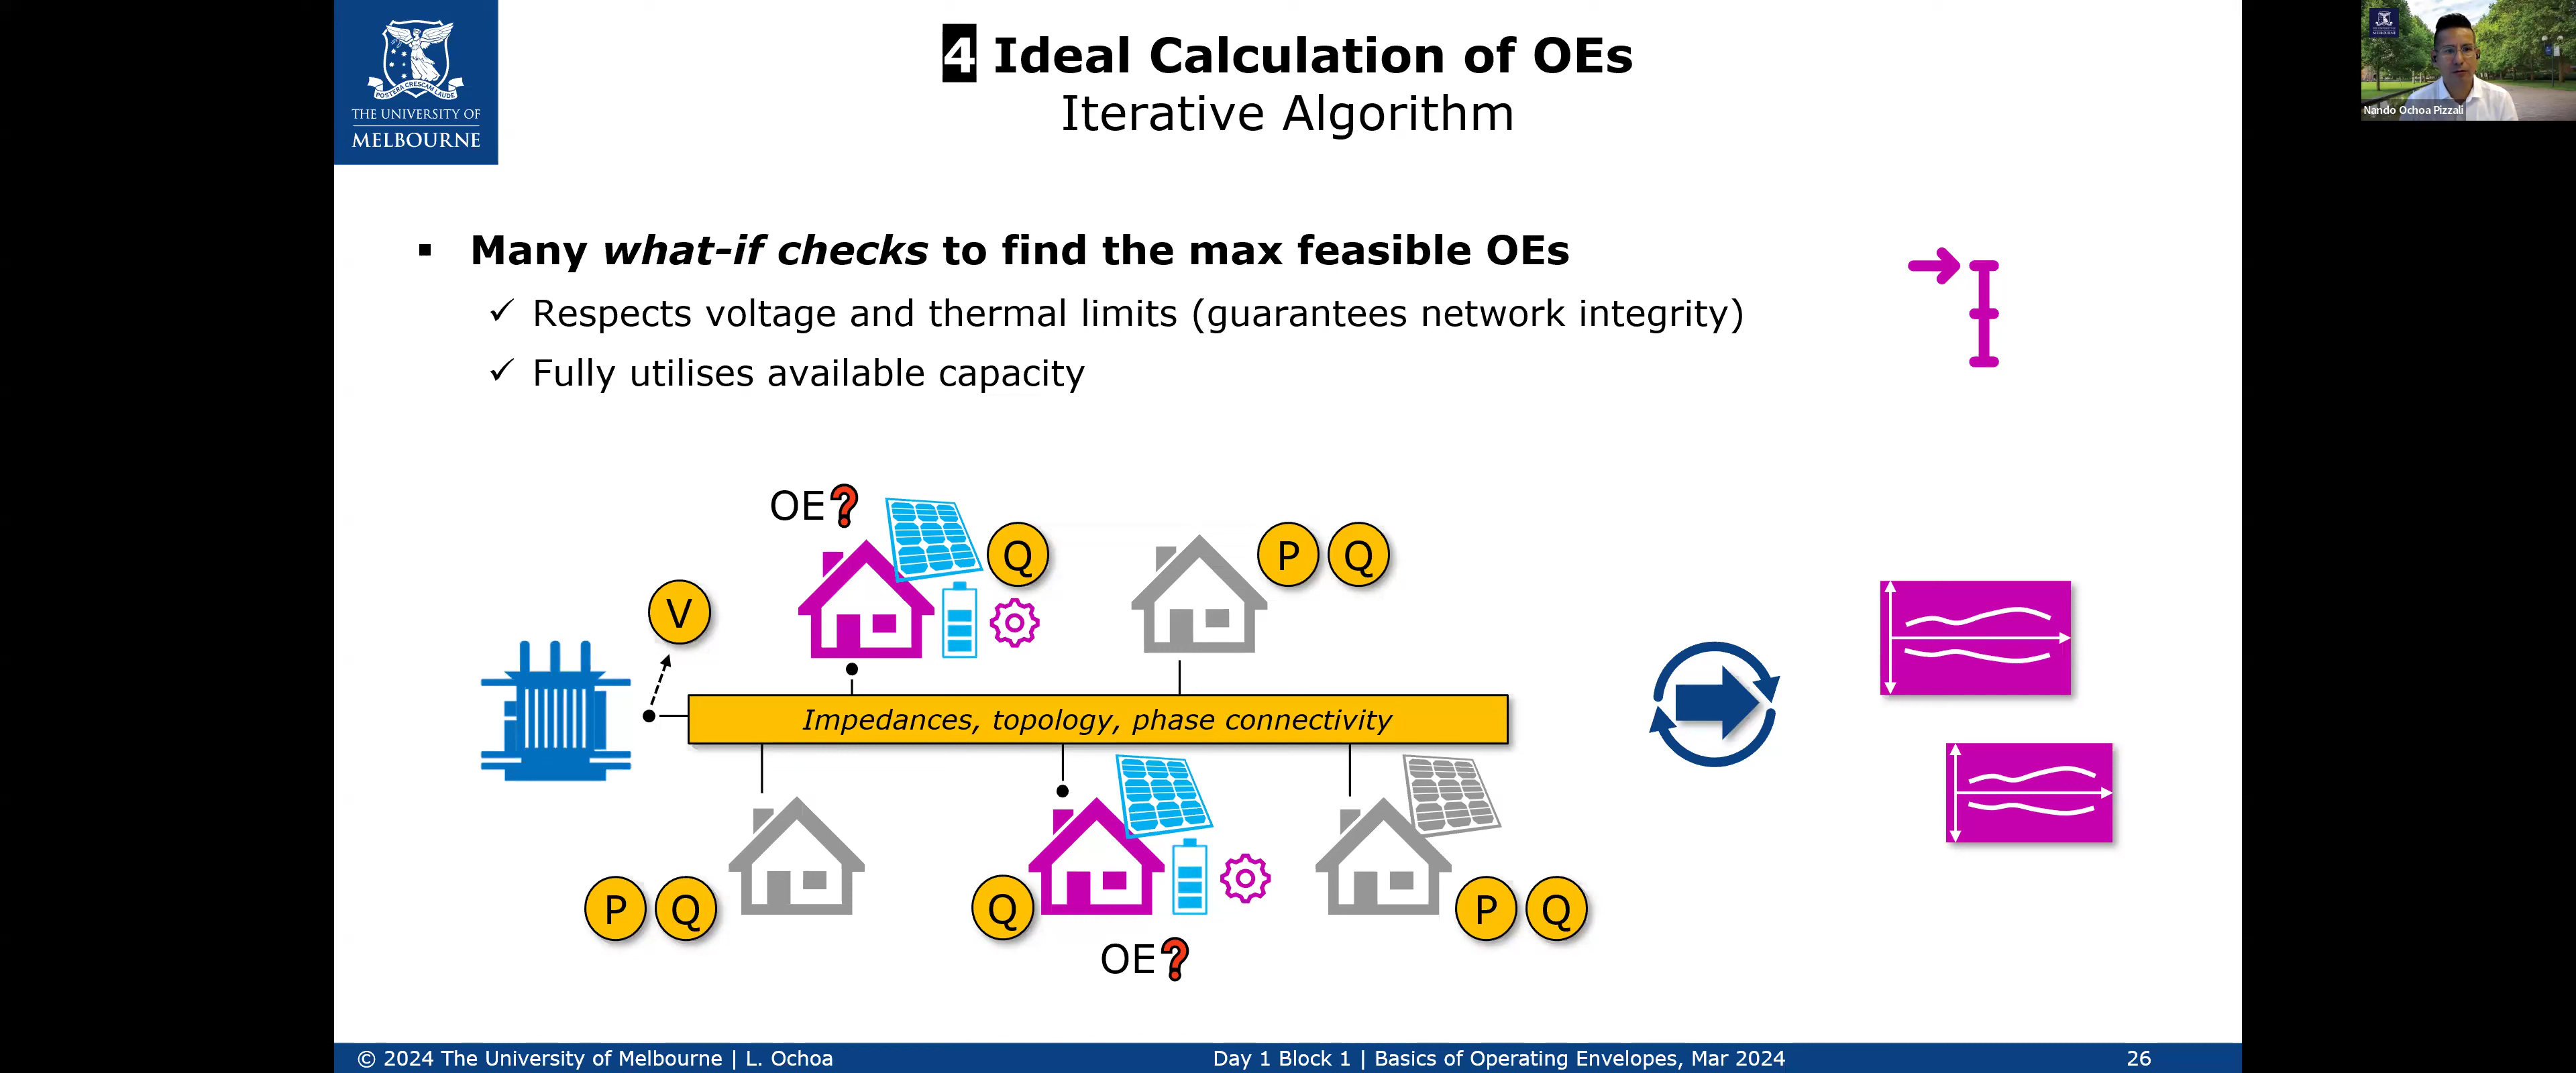 4 Ideal Calculation of OEs
Iterative Algorithm
POSTERA CRESCAM LAUDE
THE UNIVERSITY OF
MELBOURNE
Nando Ochoa Pizzali
Many what-if checks to find the max feasible OEs
Respects voltage and thermal limits (guarantees network integrity)
Fully utilises available capacity
OE?
Q
P Q
V
Impedances, topology, phase connectivity
P Q
Q
P Q
OE?
© 2024 The University of Melbourne | L. Ochoa
Day 1 Block 1 | Basics of Operating Envelopes, Mar 2024
26